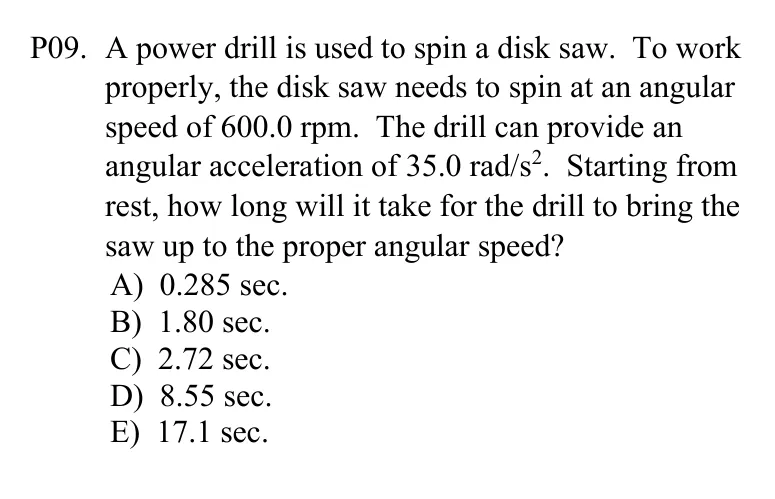 P09. A power drill is used to spin a disk saw. To work
properly, the disk saw needs to spin at an angular
speed of 600.0 rpm. The drill can provide an
angular acceleration of 35.0 rad/s². Starting from
rest, how long will it take for the drill to bring the
saw up to the proper angular speed?
A) 0.285 sec.
B) 1.80 sec.
C) 2.72 sec.
D) 8.55 sec.
E) 17.1 sec.